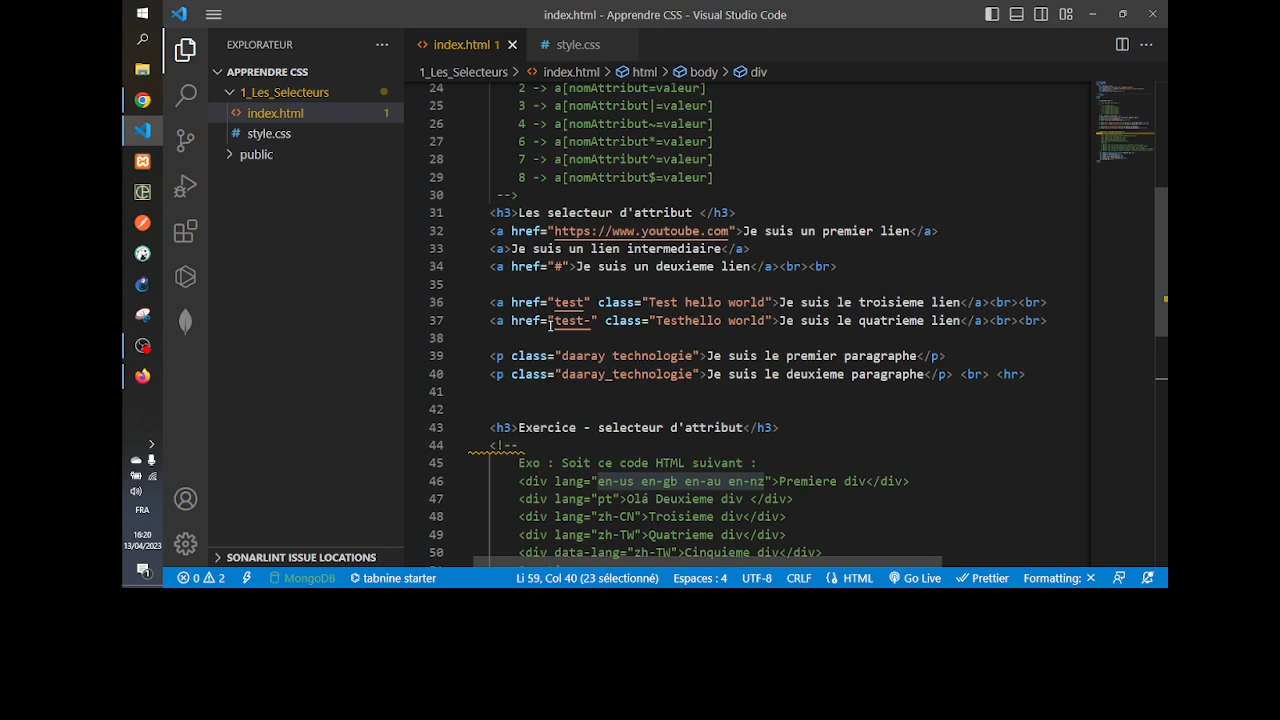 index.html - Apprendre CSS - Visual Studio Code
EXPLORATEUR
index.html 1
# style.css
APPRENDRE CSS
1_Les_Selecteurs > index.html > html > body > div
1_Les_Selecteurs
index.html 1
# style.css
public
24 2 -> a[nomAttribut=valeur]
25 3 -> a[nomAttribut|=valeur]
26 4 -> a[nomAttribut~=valeur]
27 6 -> a[nomAttribut*=valeur]
28 7 -> a[nomAttribut^=valeur]
29 8 -> a[nomAttribut$=valeur]
30 -->
31 <h3>Les selecteur d'attribut </h3>
32 <a href="https://www.youtoube.com">Je suis un premier lien</a>
33 <a>Je suis un lien intermediaire</a>
34 <a href="#">Je suis un deuxieme lien</a><br><br>
35
36 <a href="test" class="Test hello world">Je suis le troisieme lien</a><br><br>
37 <a href="test-" class="Testhello world">Je suis le quatrieme lien</a><br><br>
38
39 <p class="daaray technologie">Je suis le premier paragraphe</p>
40 <p class="daaray_technologie">Je suis le deuxieme paragraphe</p> <br> <hr>
41
42
43 <h3>Exercice - selecteur d'attribut</h3>
44 <!--
45 Exo : Soit ce code HTML suivant :
46 <div lang="en-us en-gb en-au en-nz">Premiere div</div>
47 <div lang="pt">Olá Deuxieme div </div>
48 <div lang="zh-CN">Troisieme div</div>
49 <div lang="zh-TW">Quatrieme div</div>
50 <div data-lang="zh-TW">Cinquieme div</div>
FRA
16:20
13/04/2023
1
SONARLINT ISSUE LOCATIONS
0 2 MongoDB tabnine starter Li 59, Col 40 (23 sélectionné) Espaces : 4 UTF-8 CRLF HTML Go Live Prettier Formatting: ×